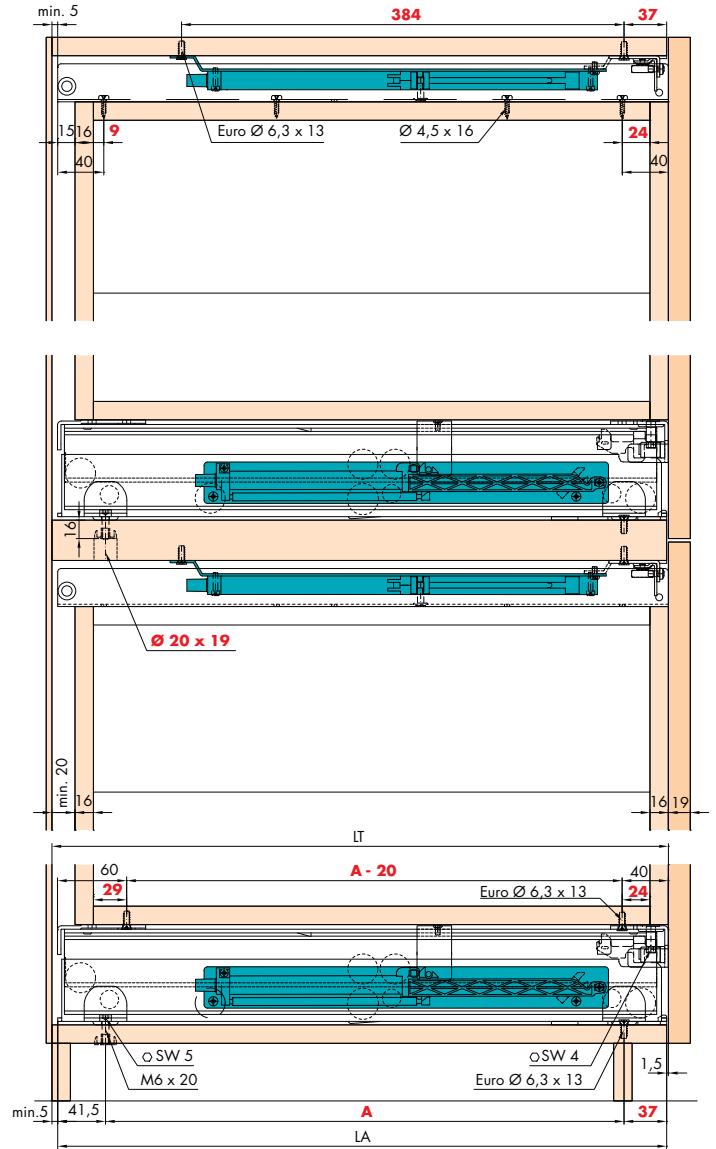 min. 5
384
37
Euro Ø 6,3 x 13
Ø 4,5 x 16
15
16
9
24
40
40
16
Ø 20 x 19
min. 20
16
16
19
LT
60
A - 20
40
29
Euro Ø 6,3 x 13
24
SW 5
SW 4
M6 x 20
Euro Ø 6,3 x 13
1,5
min.5
41,5
A
37
LA